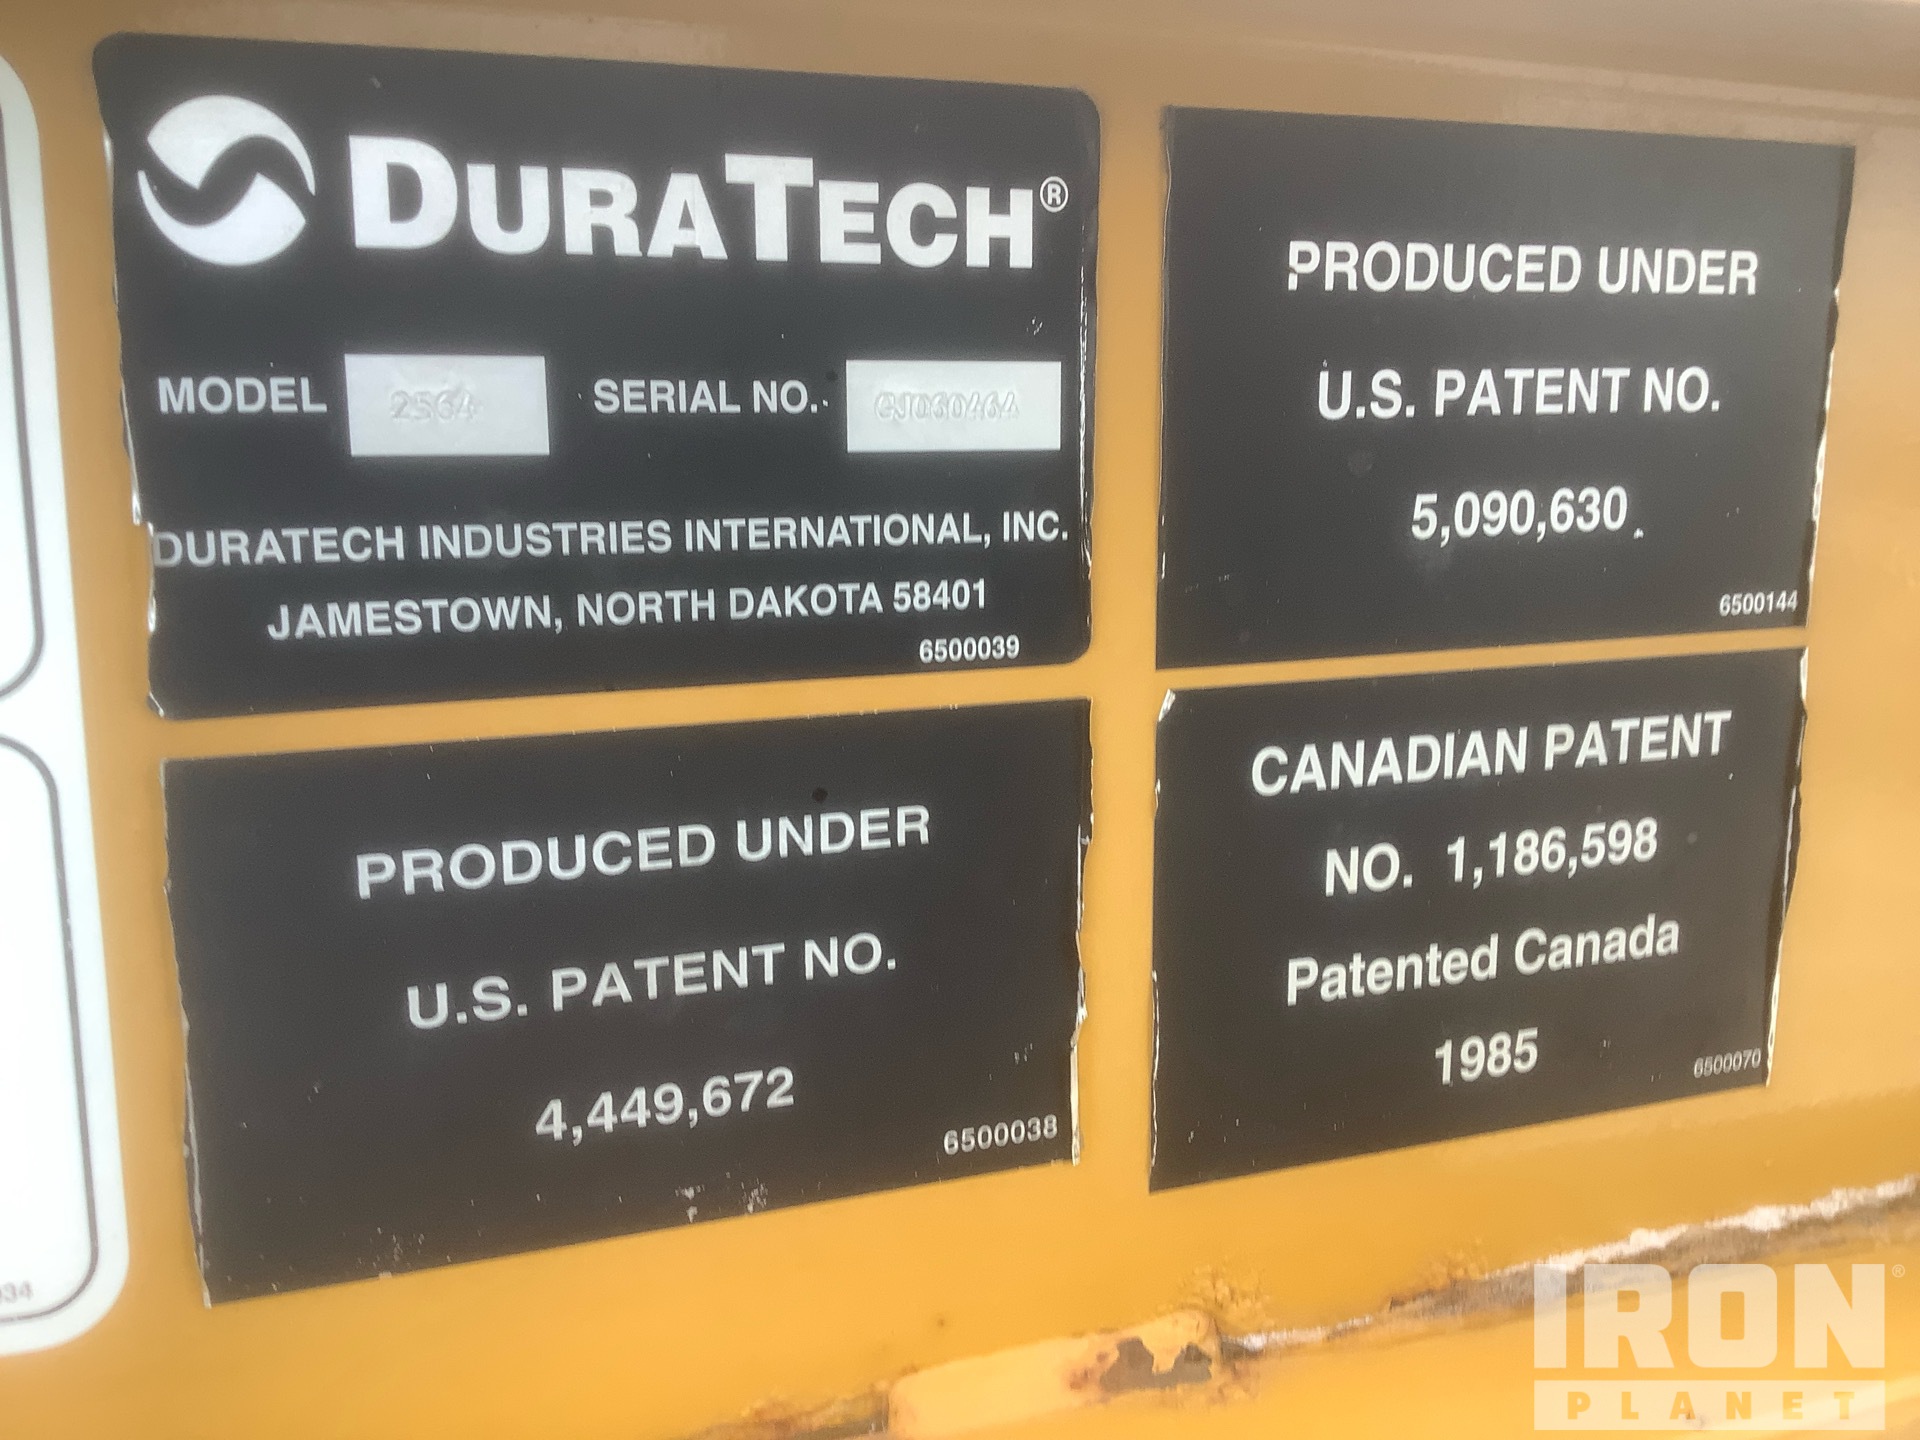 DURATECH®
MODEL 2564 SERIAL NO.
DURATECH INDUSTRIES INTERNATIONAL, INC.
JAMESTOWN, NORTH DAKOTA 58401
6500039
PRODUCED UNDER
U.S. PATENT NO.
5,090,630
6500144
PRODUCED UNDER
U.S. PATENT NO.
4,449,672
6500038
CANADIAN PATENT
NO. 1,186,598
Patented Canada
1985
6500070
IRON®
PLANET